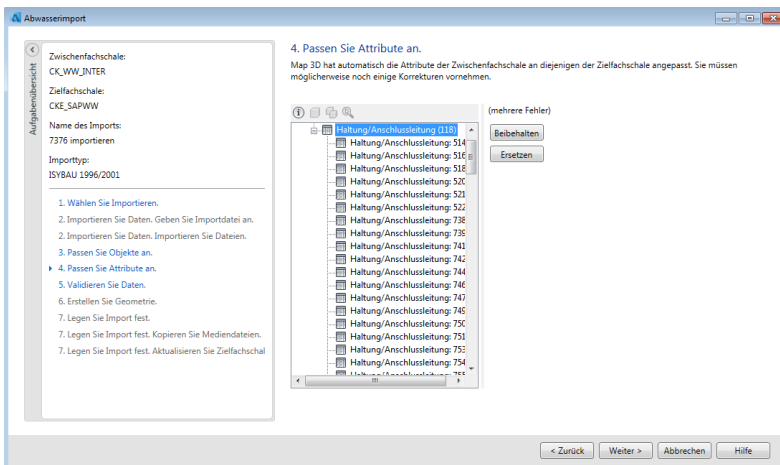 Abwasserimport
Aufgabenübersicht
Zwischenfachschale:
CK_WW_INTER
Zielfachschale:
CKE_SAPWW
Name des Imports:
7376 importieren
Importtyp:
ISYBAU 1996/2001
1. Wählen Sie Importieren.
2. Importieren Sie Daten. Geben Sie Importdatei an.
2. Importieren Sie Daten. Importieren Sie Dateien.
3. Passen Sie Objekte an.
4. Passen Sie Attribute an.
5. Validieren Sie Daten.
6. Erstellen Sie Geometrie.
7. Legen Sie Import fest.
7. Legen Sie Import fest. Kopieren Sie Mediendateien.
7. Legen Sie Import fest. Aktualisieren Sie Zielfachschal
4. Passen Sie Attribute an.
Map 3D hat automatisch die Attribute der Zwischenfachschale an diejenigen der Zielfachschale angepasst. Sie müssen
möglicherweise noch einige Korrekturen vornehmen.
Haltung/Anschlussleitung (118)
Haltung/Anschlussleitung: 514
Haltung/Anschlussleitung: 516
Haltung/Anschlussleitung: 518
Haltung/Anschlussleitung: 520
Haltung/Anschlussleitung: 521
Haltung/Anschlussleitung: 522
Haltung/Anschlussleitung: 738
Haltung/Anschlussleitung: 739
Haltung/Anschlussleitung: 741
Haltung/Anschlussleitung: 742
Haltung/Anschlussleitung: 744
Haltung/Anschlussleitung: 746
Haltung/Anschlussleitung: 747
Haltung/Anschlussleitung: 749
Haltung/Anschlussleitung: 750
Haltung/Anschlussleitung: 751
Haltung/Anschlussleitung: 753
Haltung/Anschlussleitung: 754
Haltung/Anschlussleitung: 755
(mehrere Fehler)
Beibehalten
Ersetzen
< Zurück
Weiter >
Abbrechen
Hilfe